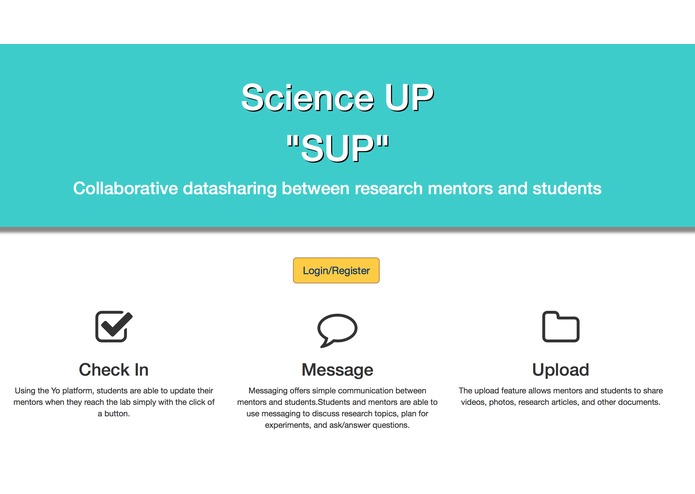 Science UP
"SUP"
Collaborative datasharing between research mentors and students
Login/Register
Check In
Using the Yo platform, students are able to update their
mentors when they reach the lab simply with the click of
a button.
Message
Messaging offers simple communication between
mentors and students.Students and mentors are able to
use messaging to discuss research topics, plan for
experiments, and ask/answer questions.
Upload
The upload feature allows mentors and students to share
videos, photos, research articles, and other documents.